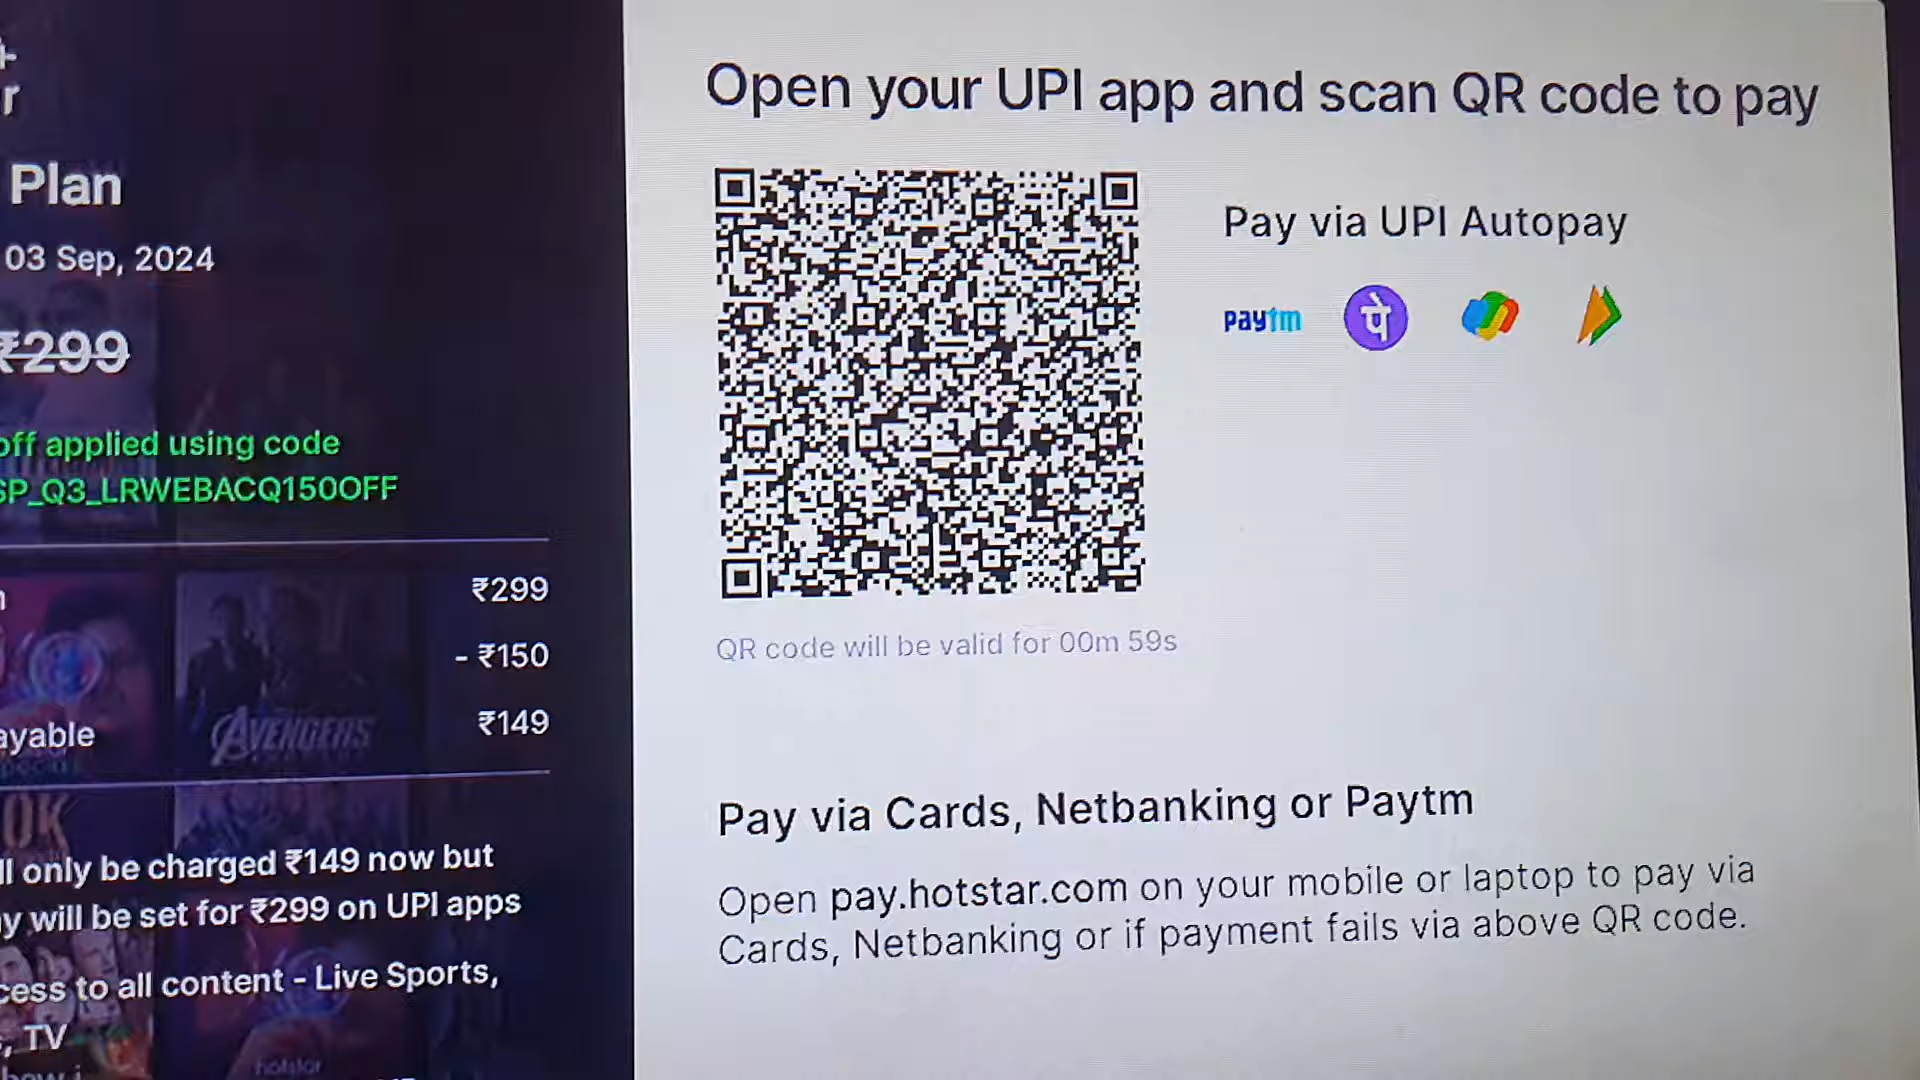 +
r
Plan
03 Sep, 2024
₹299
off applied using code
SP_Q3_LRWEBACQ150OFF
₹299
- ₹150
ayable
₹149
AVENGERS
OK
ll only be charged ₹149 now but
y will be set for ₹299 on UPI apps
cess to all content - Live Sports,
, TV
hotstar
Open your UPI app and scan QR code to pay
Pay via UPI Autopay
paytm
पे
QR code will be valid for 00m 59s
Pay via Cards, Netbanking or Paytm
Open pay.hotstar.com on your mobile or laptop to pay via
Cards, Netbanking or if payment fails via above QR code.